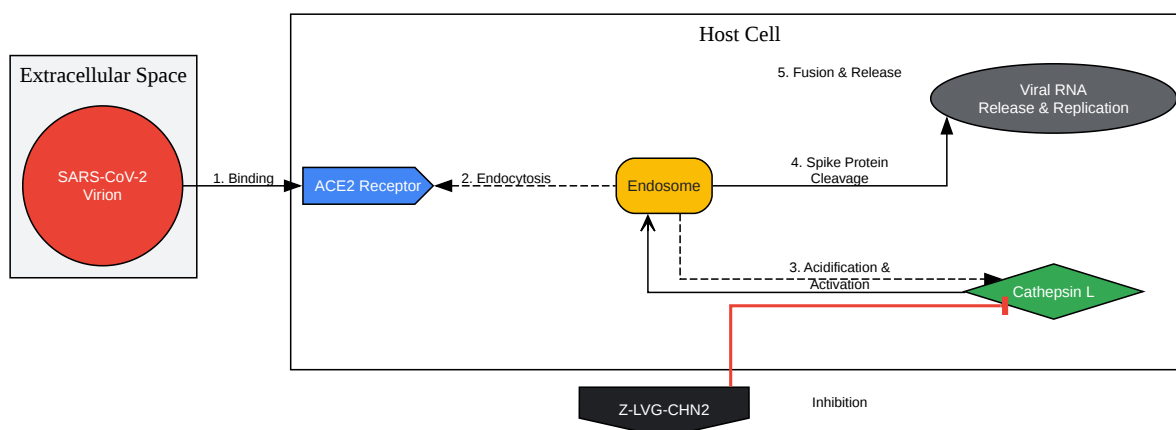 Host Cell
Extracellular Space
5. Fusion & Release
Viral RNA
Release & Replication
SARS-CoV-2
Virion
1. Binding
ACE2 Receptor
2. Endocytosis
Endosome
4. Spike Protein
Cleavage
3. Acidification &
Activation
Cathepsin L
Z-LVG-CHN2
Inhibition